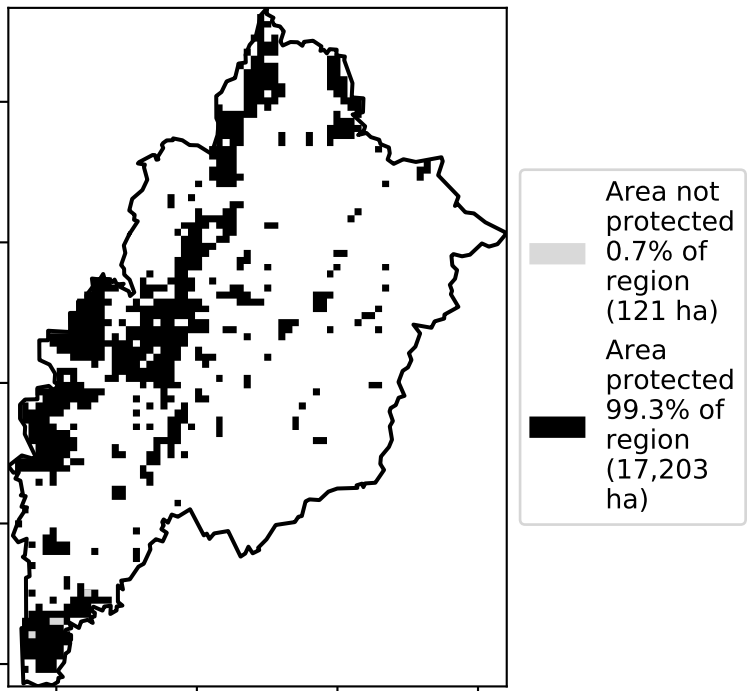 Area not
protected
0.7% of
region
(121 ha)
Area
protected
99.3% of
region
(17,203
ha)